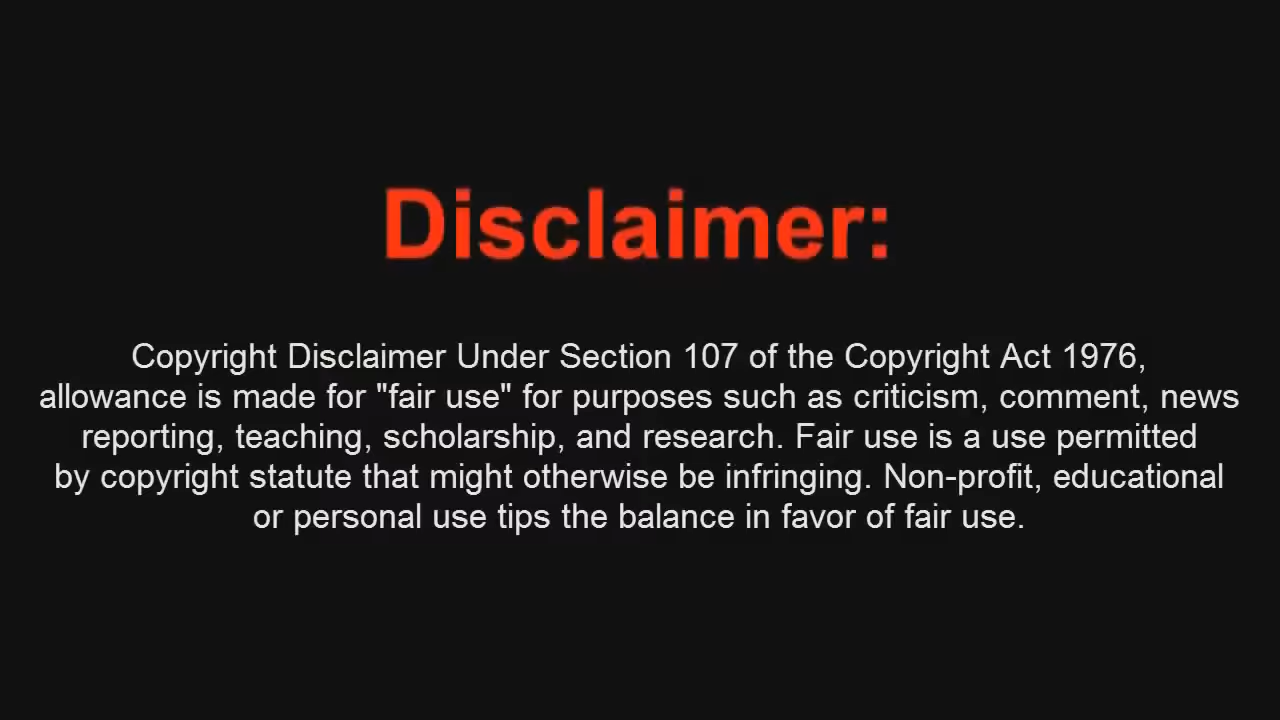 Disclaimer:
Copyright Disclaimer Under Section 107 of the Copyright Act 1976,
allowance is made for "fair use" for purposes such as criticism, comment, news
reporting, teaching, scholarship, and research. Fair use is a use permitted
by copyright statute that might otherwise be infringing. Non-profit, educational
or personal use tips the balance in favor of fair use.